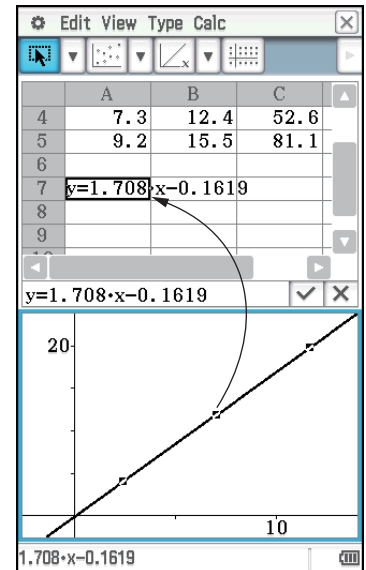 Edit View Type Calc
A B C
4 7.3 12.4 52.6
5 9.2 15.5 81.1
6
7 y=1.708·x−0.1619
8
9
y=1.708·x−0.1619
20
10
1.708·x−0.1619